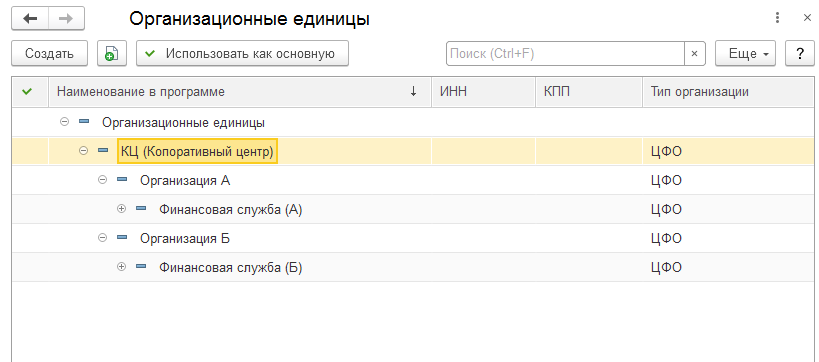 Организационные единицы
Создать Использовать как основную Поиск (Ctrl+F) × Еще ?
Наименование в программе ↓ ИНН КПП Тип организации
Организационные единицы
КЦ (Копоративный центр) ЦФО
Организация А ЦФО
Финансовая служба (А) ЦФО
Организация Б ЦФО
Финансовая служба (Б) ЦФО